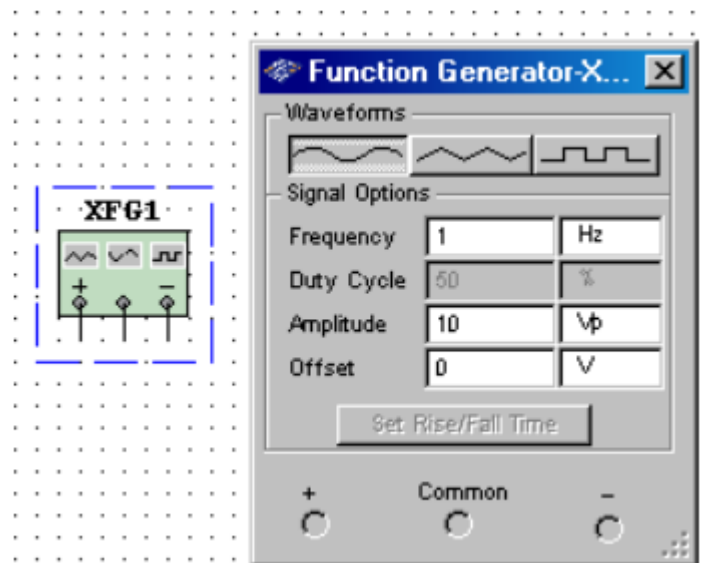 Function Generator-X...
Waveforms
Signal Options
XFG1
Frequency 1 Hz
Duty Cycle 50 %
Amplitude 10 Vp
Offset 0 V
Set Rise/Fall Time
+ −
+ Common −